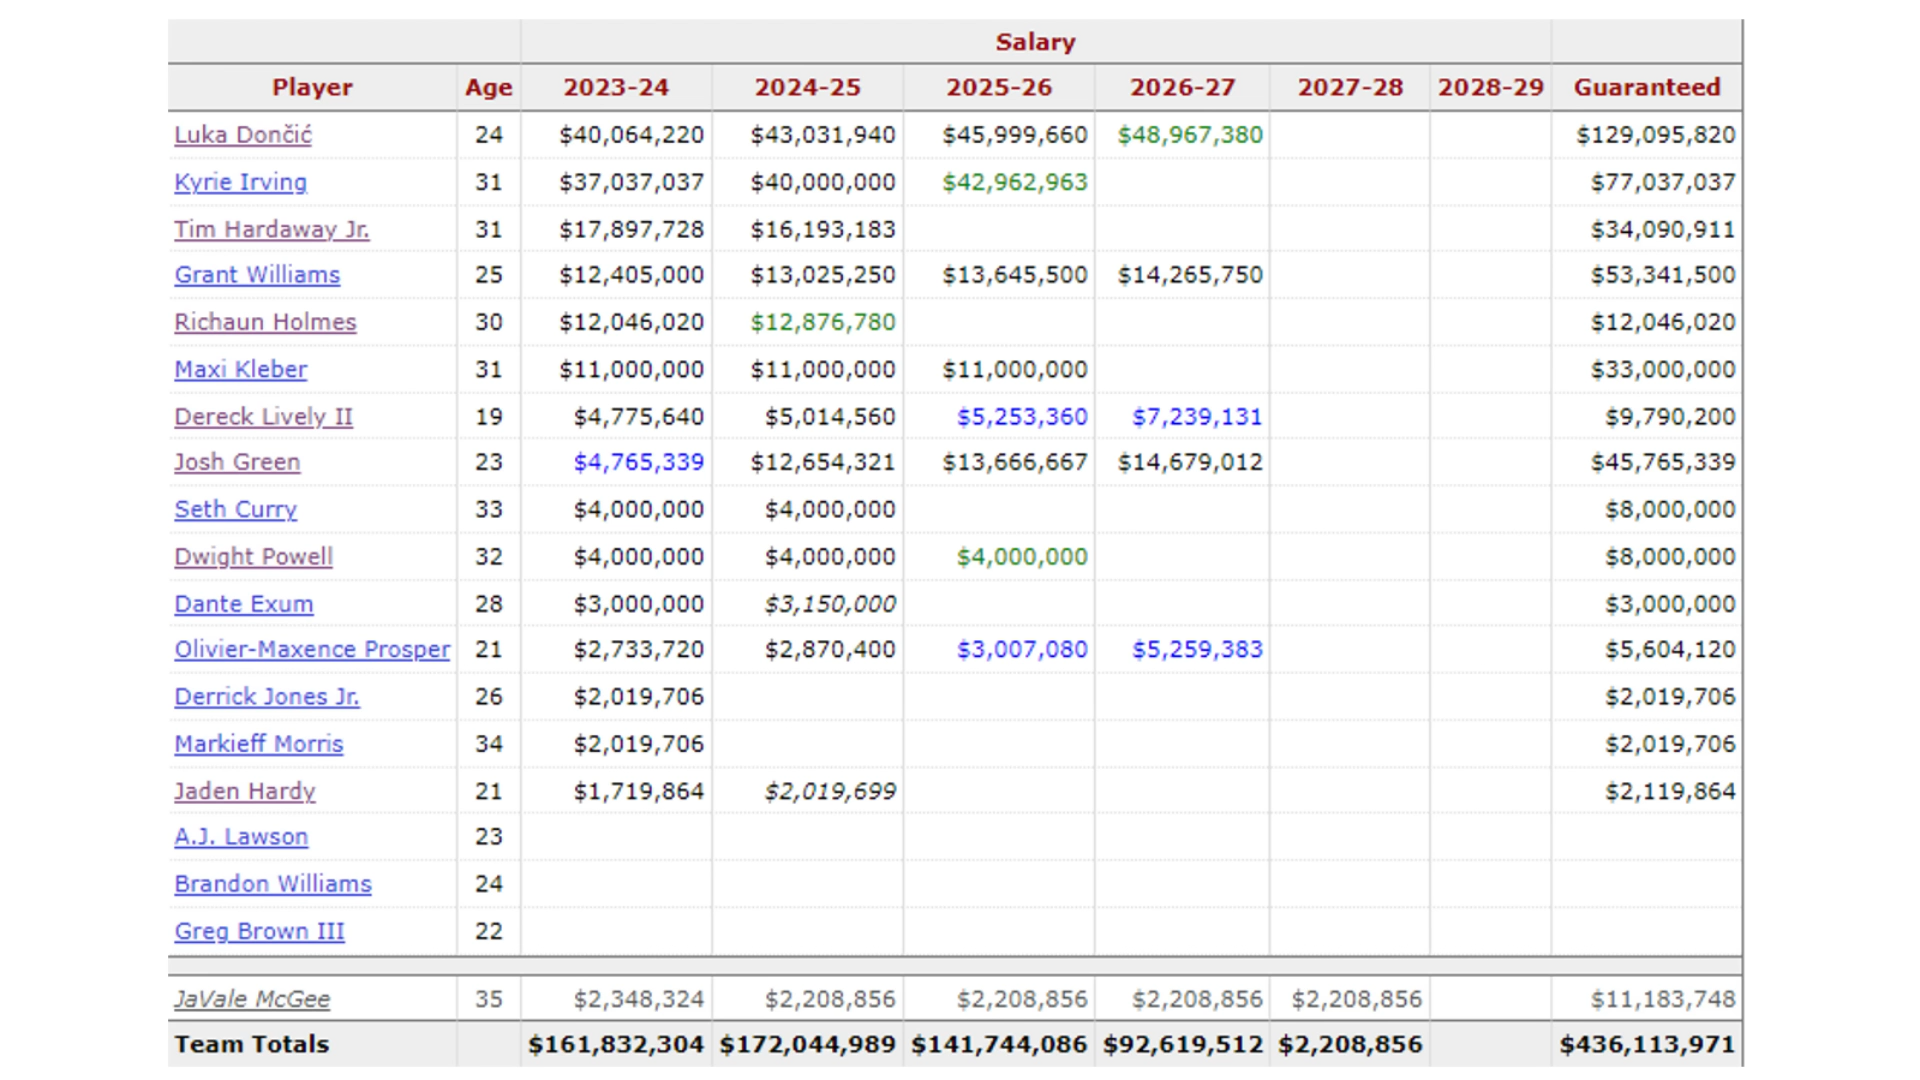 Salary
Player Age 2023-24 2024-25 2025-26 2026-27 2027-28 2028-29 Guaranteed
Luka Dončić 24 $40,064,220 $43,031,940 $45,999,660 $48,967,380 $129,095,820
Kyrie Irving 31 $37,037,037 $40,000,000 $42,962,963 $77,037,037
Tim Hardaway Jr. 31 $17,897,728 $16,193,183 $34,090,911
Grant Williams 25 $12,405,000 $13,025,250 $13,645,500 $14,265,750 $53,341,500
Richaun Holmes 30 $12,046,020 $12,876,780 $12,046,020
Maxi Kleber 31 $11,000,000 $11,000,000 $11,000,000 $33,000,000
Dereck Lively II 19 $4,775,640 $5,014,560 $5,253,360 $7,239,131 $9,790,200
Josh Green 23 $4,765,339 $12,654,321 $13,666,667 $14,679,012 $45,765,339
Seth Curry 33 $4,000,000 $4,000,000 $8,000,000
Dwight Powell 32 $4,000,000 $4,000,000 $4,000,000 $8,000,000
Dante Exum 28 $3,000,000 $3,150,000 $3,000,000
Olivier-Maxence Prosper 21 $2,733,720 $2,870,400 $3,007,080 $5,259,383 $5,604,120
Derrick Jones Jr. 26 $2,019,706 $2,019,706
Markieff Morris 34 $2,019,706 $2,019,706
Jaden Hardy 21 $1,719,864 $2,019,699 $2,119,864
A.J. Lawson 23
Brandon Williams 24
Greg Brown III 22
JaVale McGee 35 $2,348,324 $2,208,856 $2,208,856 $2,208,856 $2,208,856 $11,183,748
Team Totals $161,832,304 $172,044,989 $141,744,086 $92,619,512 $2,208,856 $436,113,971